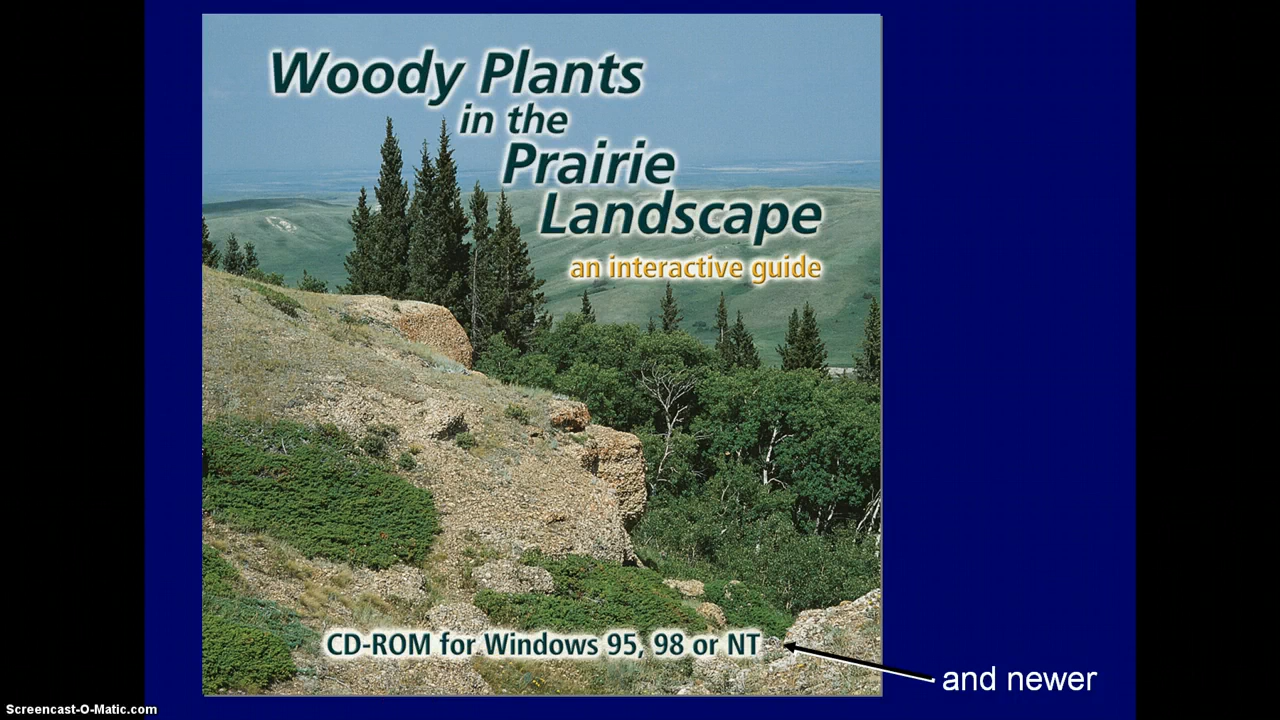 Woody Plants
in the
Prairie
Landscape
an interactive guide
CD-ROM for Windows 95, 98 or NT
and newer
Screencast-O-Matic.com